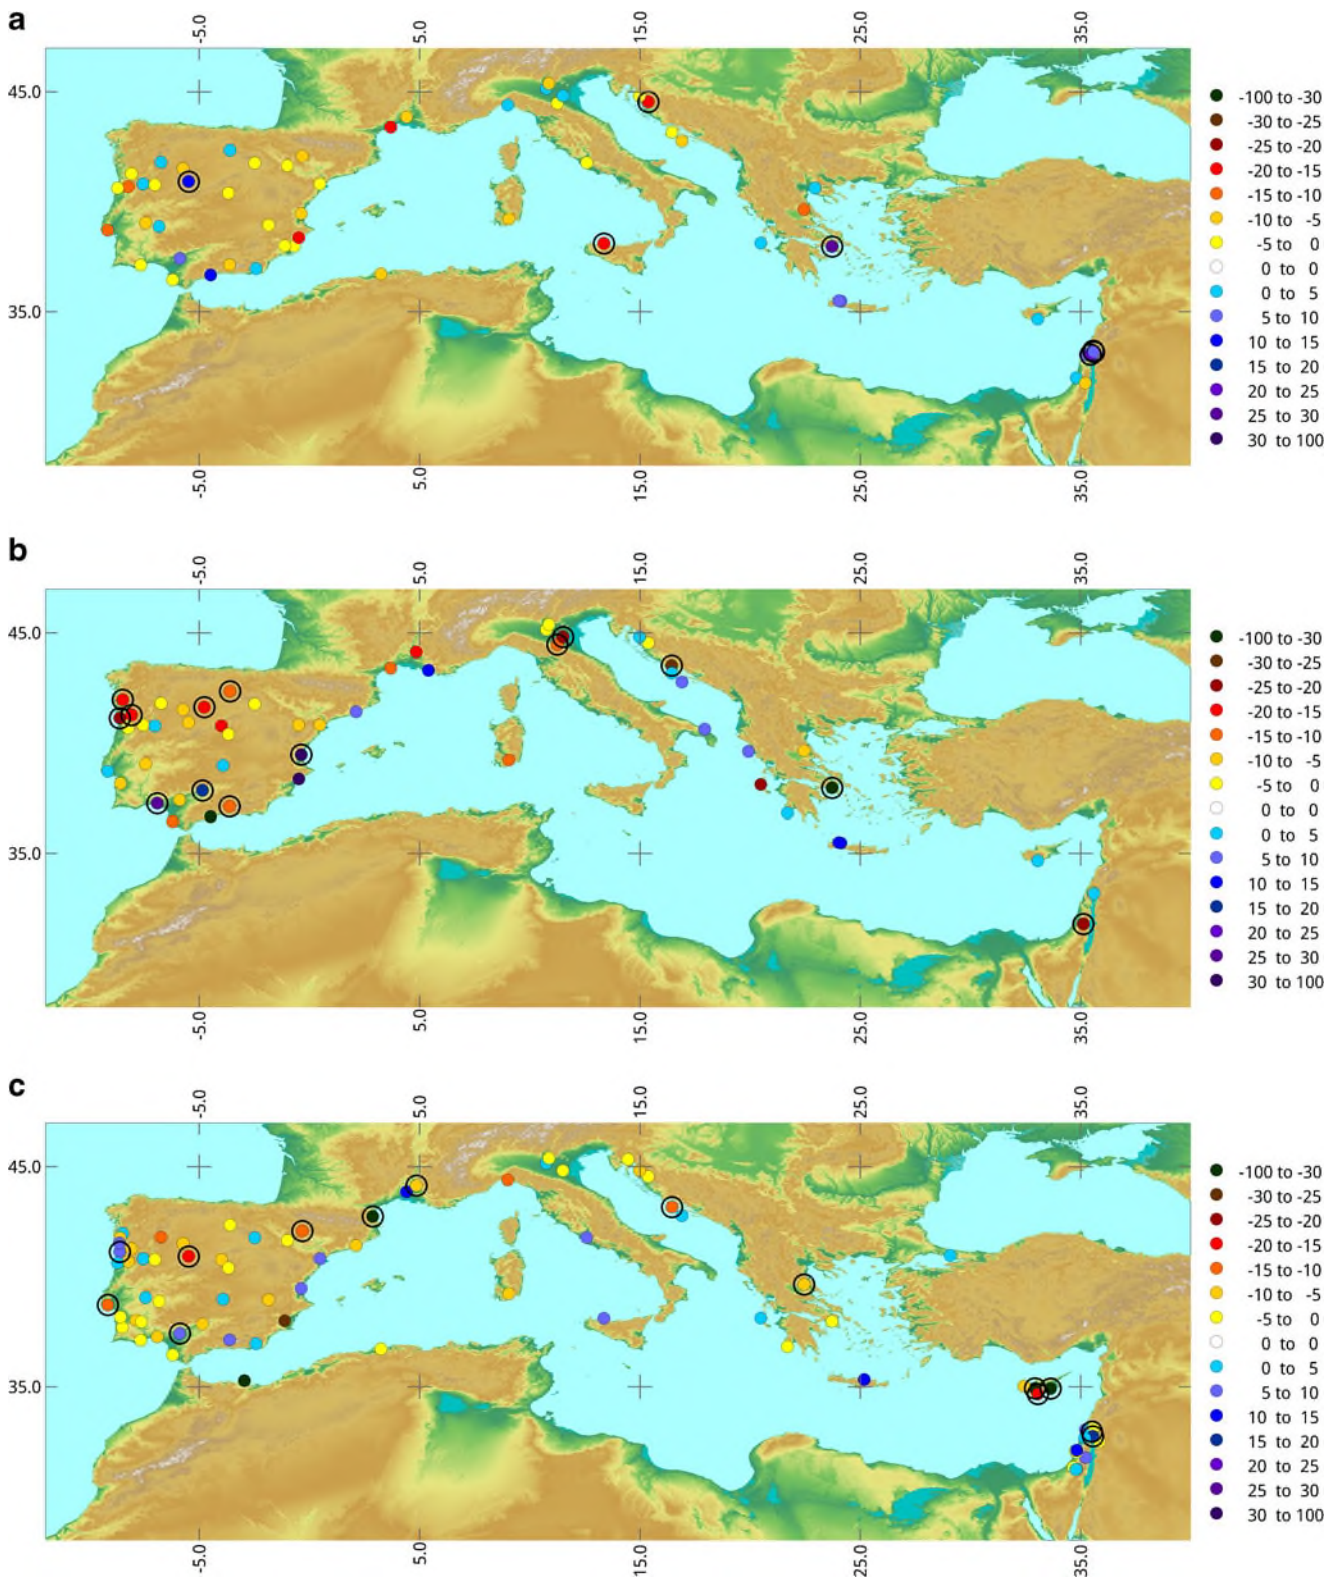 a
-5.0 5.0 15.0 25.0 35.0
45.0
35.0
-5.0 5.0 15.0 25.0 35.0
-100 to -30
-30 to -25
-25 to -20
-20 to -15
-15 to -10
-10 to -5
-5 to 0
0 to 0
0 to 5
5 to 10
10 to 15
15 to 20
20 to 25
25 to 30
30 to 100
b
-5.0 5.0 15.0 25.0 35.0
45.0
35.0
-5.0 5.0 15.0 25.0 35.0
-100 to -30
-30 to -25
-25 to -20
-20 to -15
-15 to -10
-10 to -5
-5 to 0
0 to 0
0 to 5
5 to 10
10 to 15
15 to 20
20 to 25
25 to 30
30 to 100
c
-5.0 5.0 15.0 25.0 35.0
45.0
35.0
-5.0 5.0 15.0 25.0 35.0
-100 to -30
-30 to -25
-25 to -20
-20 to -15
-15 to -10
-10 to -5
-5 to 0
0 to 0
0 to 5
5 to 10
10 to 15
15 to 20
20 to 25
25 to 30
30 to 100